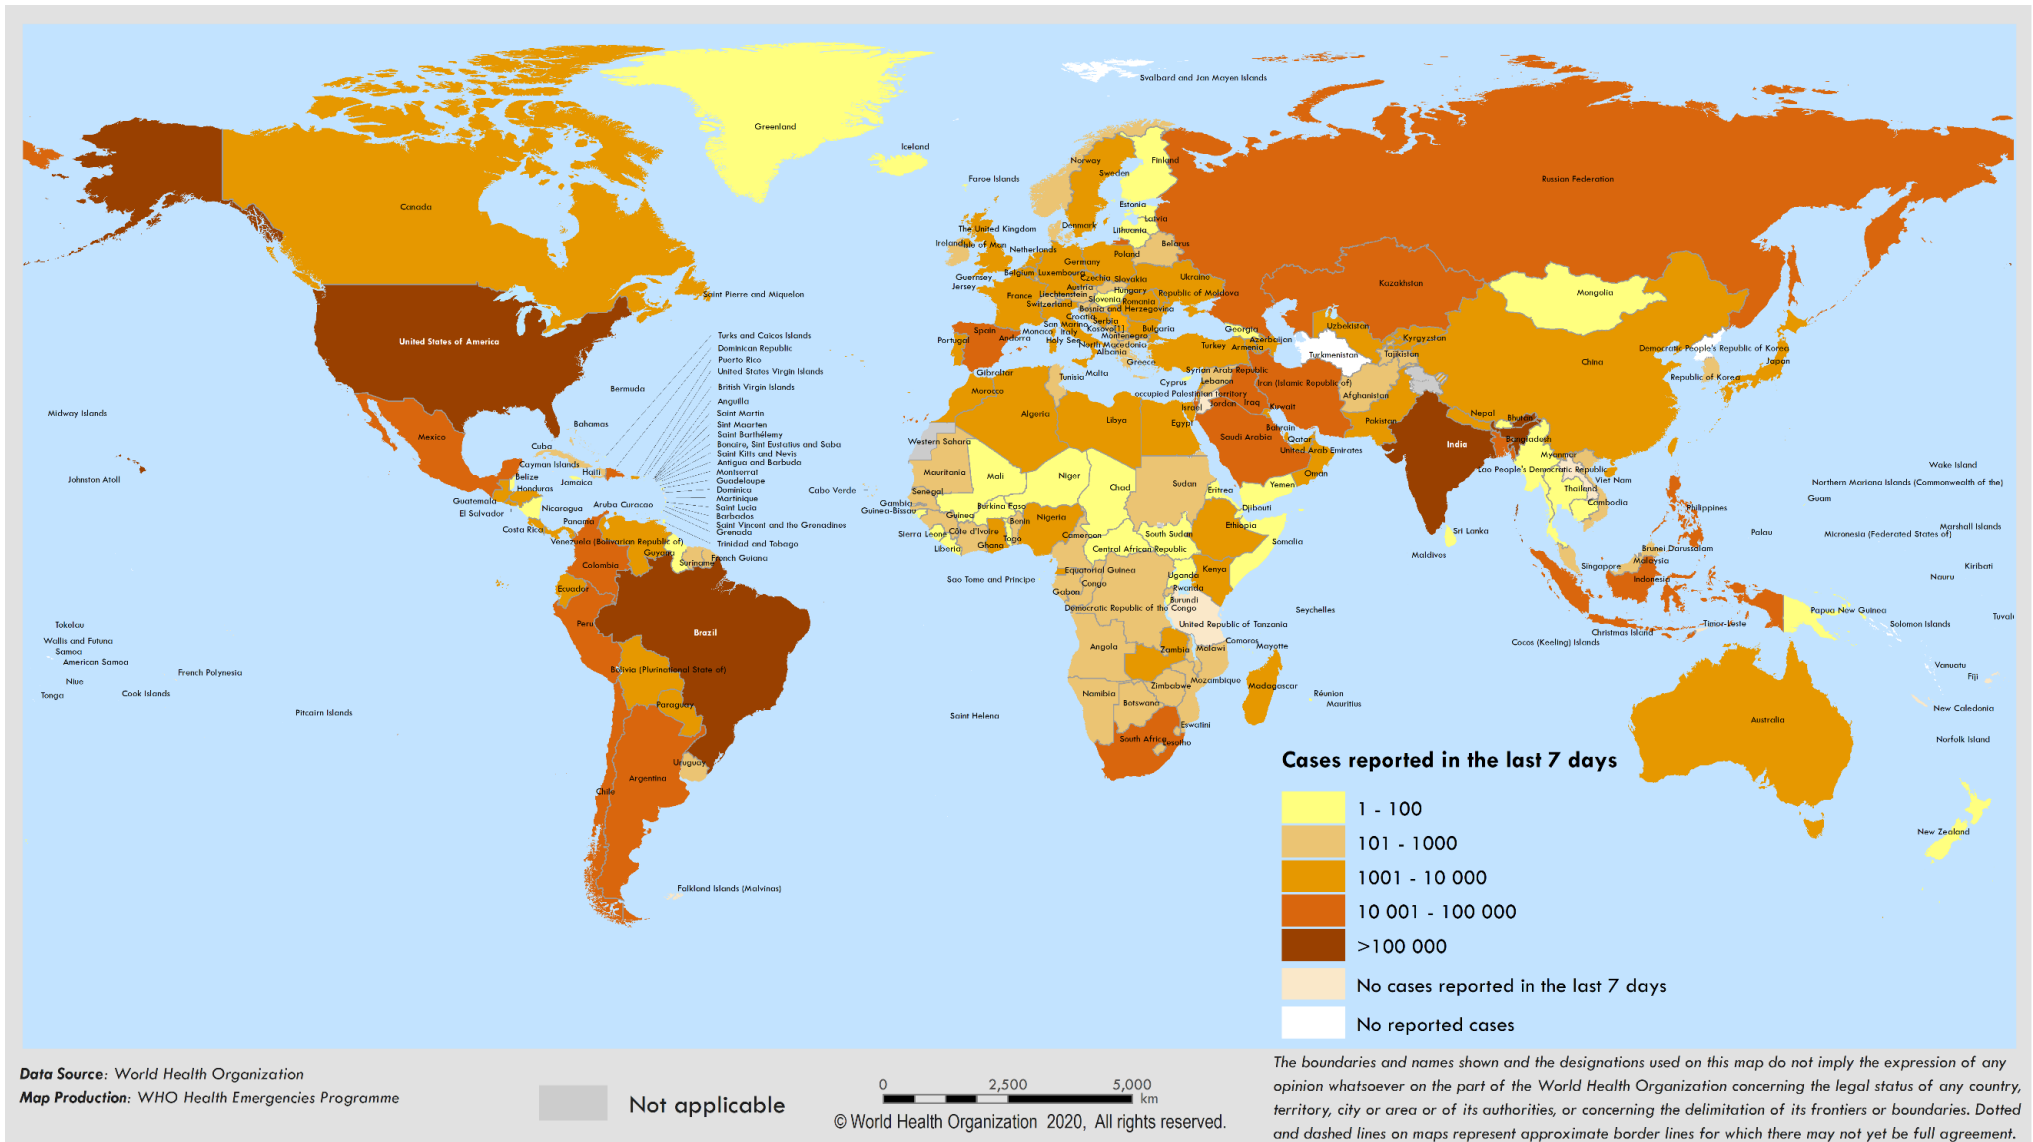 Svalbard and Jan Mayen Islands
Greenland
Iceland
Norway
Finland
Sweden
Faroe Islands
Russian Federation
Canada
Estonia
Latvia
Denmark
Lithuania
The United Kingdom
Ireland
Isle of Man
Belarus
Netherlands
Poland
Germany
Guernsey
Belgium
Luxembourg
Czechia
Slovakia
Ukraine
Jersey
Kazakhstan
Mongolia
Saint Pierre and Miquelon
France
Liechtenstein
Austria
Hungary
Republic of Moldova
Switzerland
Slovenia
Romania
Bosnia and Herzegovina
Croatia
San Marino
Serbia
Monaco
Italy
Kosovo[1]
Bulgaria
Georgia
Uzbekistan
Spain
Andorra
Holy See
Montenegro
Portugal
North Macedonia
Albania
Turkey
Armenia
Azerbaijan
Kyrgyzstan
Democratic People's Republic of Korea
Greece
Turkmenistan
Tajikistan
China
Japan
United States of America
Turks and Caicos Islands
Dominican Republic
Puerto Rico
United States Virgin Islands
British Virgin Islands
Anguilla
Saint Martin
Sint Maarten
Saint Barthélemy
Bonaire, Sint Eustatius and Saba
Saint Kitts and Nevis
Antigua and Barbuda
Montserrat
Guadeloupe
Dominica
Martinique
Saint Lucia
Barbados
Saint Vincent and the Grenadines
Grenada
Trinidad and Tobago
Gibraltar
Tunisia
Malta
Cyprus
Syrian Arab Republic
Lebanon
Iran (Islamic Republic of)
Republic of Korea
Bermuda
Morocco
occupied Palestinian territory
Israel
Jordan
Iraq
Kuwait
Afghanistan
Midway Islands
Algeria
Libya
Egypt
Bahrain
Pakistan
Nepal
Bhutan
Bahamas
Mexico
Western Sahara
Saudi Arabia
Qatar
United Arab Emirates
India
Bangladesh
Cuba
Cayman Islands
Haiti
Belize
Jamaica
Honduras
Johnston Atoll
Mauritania
Mali
Niger
Chad
Sudan
Eritrea
Yemen
Oman
Myanmar
Lao People's Democratic Republic
Viet Nam
Thailand
Cambodia
Wake Island
Northern Mariana Islands (Commonwealth of the)
Guam
Guatemala
El Salvador
Nicaragua
Aruba
Curacao
Cabo Verde
Senegal
Gambia
Guinea-Bissau
Guinea
Burkina Faso
Benin
Nigeria
Djibouti
Ethiopia
Philippines
Costa Rica
Panama
Sierra Leone
Liberia
Côte d'Ivoire
Ghana
Togo
Cameroon
South Sudan
Central African Republic
Somalia
Sri Lanka
Maldives
Palau
Marshall Islands
Micronesia (Federated States of)
Venezuela (Bolivarian Republic of)
Guyana
Suriname
French Guiana
Colombia
Brunei Darussalam
Malaysia
Singapore
Kiribati
Nauru
Ecuador
Sao Tome and Principe
Equatorial Guinea
Gabon
Congo
Uganda
Kenya
Rwanda
Burundi
Democratic Republic of the Congo
Indonesia
Seychelles
Papua New Guinea
Solomon Islands
Tuvalu
Tokelau
Wallis and Futuna
Samoa
American Samoa
Peru
Brazil
United Republic of Tanzania
Timor-Leste
Christmas Island
Cocos (Keeling) Islands
Angola
Zambia
Malawi
Comoros
Mayotte
French Polynesia
Bolivia (Plurinational State of)
Vanuatu
Fiji
Niue
Tonga
Cook Islands
Pitcairn Islands
Paraguay
Namibia
Zimbabwe
Mozambique
Botswana
Madagascar
Réunion
Mauritius
New Caledonia
Saint Helena
Eswatini
Australia
South Africa
Lesotho
Norfolk Island
Uruguay
Argentina
Chile
New Zealand
Falkland Islands (Malvinas)
Cases reported in the last 7 days
1 - 100
101 - 1000
1001 - 10 000
10 001 - 100 000
>100 000
No cases reported in the last 7 days
No reported cases
Data Source: World Health Organization
Map Production: WHO Health Emergencies Programme
Not applicable
0 2,500 5,000
km
© World Health Organization 2020, All rights reserved.
The boundaries and names shown and the designations used on this map do not imply the expression of any
opinion whatsoever on the part of the World Health Organization concerning the legal status of any country,
territory, city or area or of its authorities, or concerning the delimitation of its frontiers or boundaries. Dotted
and dashed lines on maps represent approximate border lines for which there may not yet be full agreement.